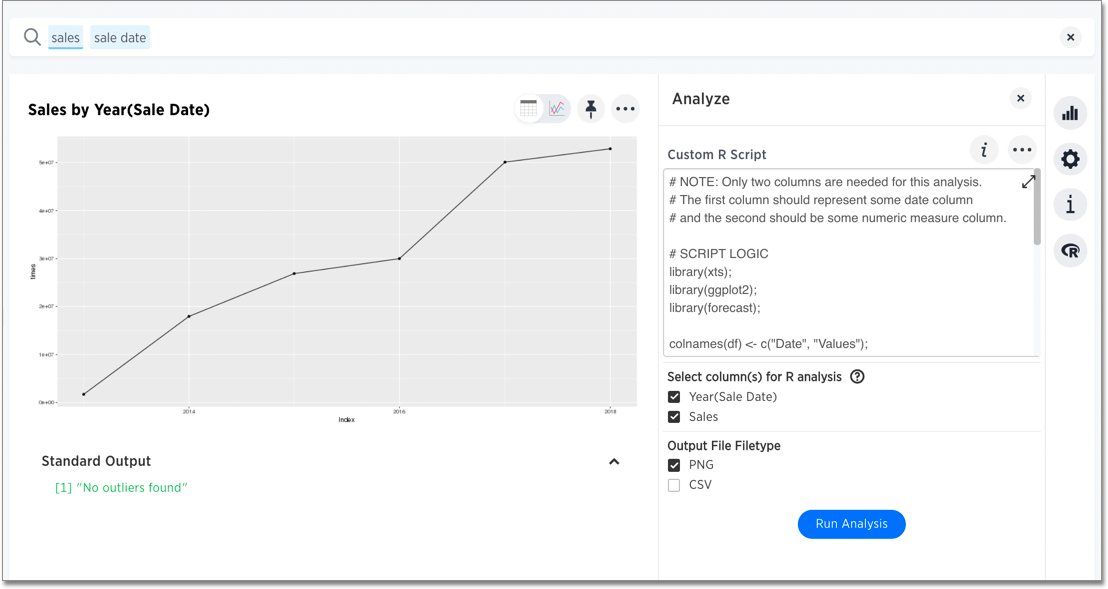 sales sale date
Sales by Year(Sale Date)
5e+07
4e+07
3e+07
2e+07
1e+07
0e+00
times
2014
2016
2018
Index
Standard Output
[1] "No outliers found"
Analyze
Custom R Script
# NOTE: Only two columns are needed for this analysis.
# The first column should represent some date column
# and the second should be some numeric measure column.
# SCRIPT LOGIC
library(xts);
library(ggplot2);
library(forecast);
colnames(df) <- c("Date", "Values");
Select column(s) for R analysis
Year(Sale Date)
Sales
Output File Filetype
PNG
CSV
Run Analysis